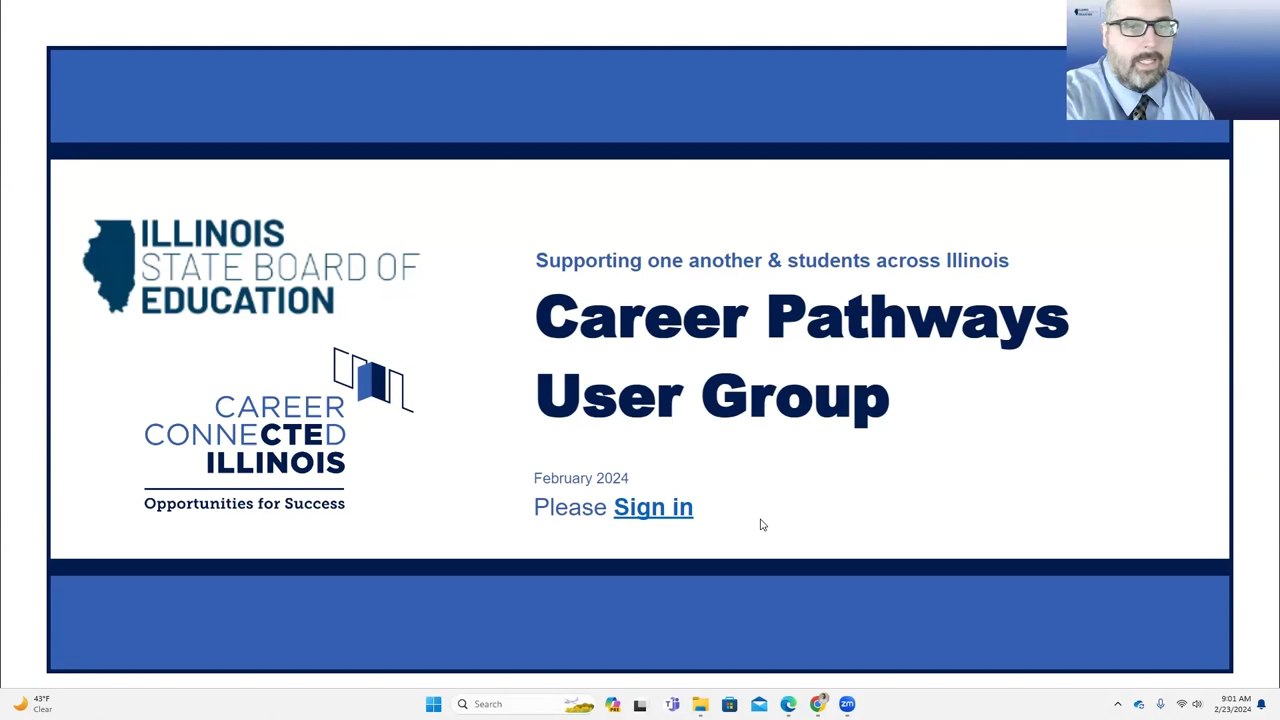 ILLINOIS
STATE BOARD OF
EDUCATION
CAREER
CONNECTED
ILLINOIS
Opportunities for Success
Supporting one another & students across Illinois
Career Pathways
User Group
February 2024
Please Sign in
43°F
Clear
Search
9:01 AM
2/23/2024